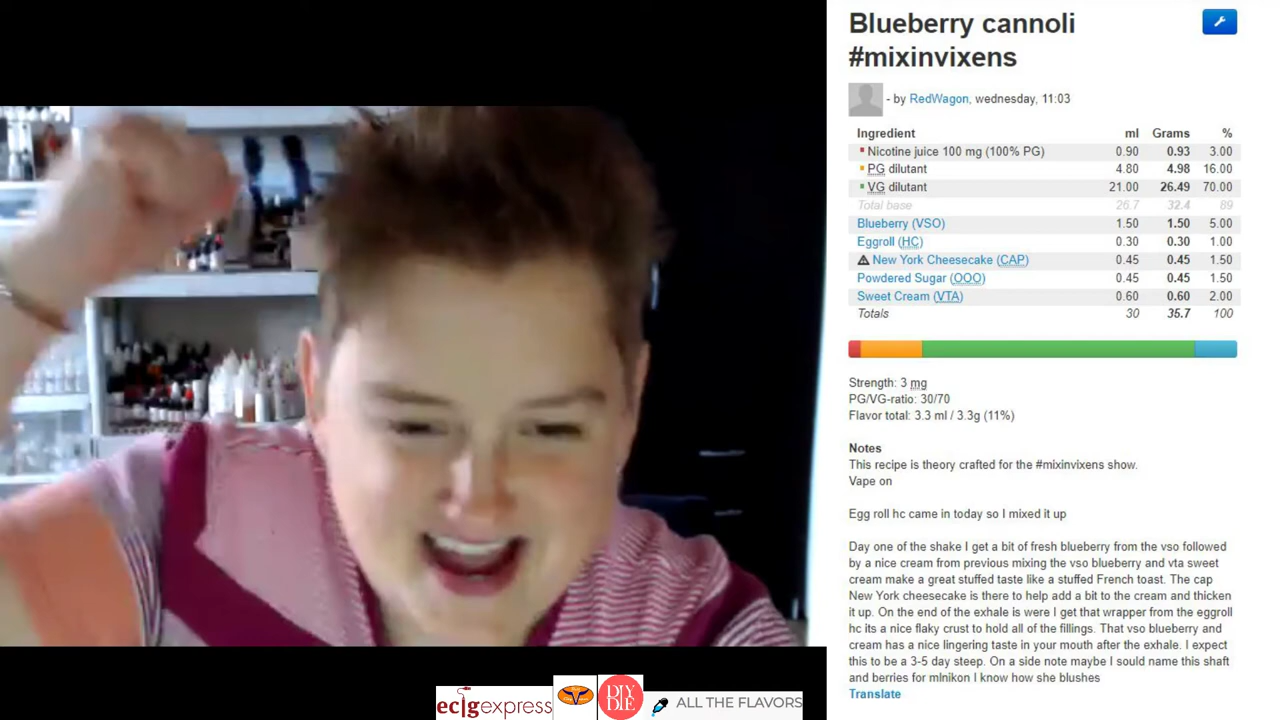 Blueberry cannoli
#mixinvixens
- by RedWagon, wednesday, 11:03
Ingredient ml Grams %
Nicotine juice 100 mg (100% PG) 0.90 0.93 3.00
PG dilutant 4.80 4.98 16.00
VG dilutant 21.00 26.49 70.00
Total base 26.7 32.4 89
Blueberry (VSO) 1.50 1.50 5.00
Eggroll (HC) 0.30 0.30 1.00
New York Cheesecake (CAP) 0.45 0.45 1.50
Powdered Sugar (OOO) 0.45 0.45 1.50
Sweet Cream (VTA) 0.60 0.60 2.00
Totals 30 35.7 100
Strength: 3 mg
PG/VG-ratio: 30/70
Flavor total: 3.3 ml / 3.3g (11%)
Notes
This recipe is theory crafted for the #mixinvixens show.
Vape on
Egg roll hc came in today so I mixed it up
Day one of the shake I get a bit of fresh blueberry from the vso followed
by a nice cream from previous mixing the vso blueberry and vta sweet
cream make a great stuffed taste like a stuffed French toast. The cap
New York cheesecake is there to help add a bit to the cream and thicken
it up. On the end of the exhale is were I get that wrapper from the eggroll
hc its a nice flaky crust to hold all of the fillings. That vso blueberry and
cream has a nice lingering taste in your mouth after the exhale. I expect
this to be a 3-5 day steep. On a side note maybe I sould name this shaft
and berries for mlnikon I know how she blushes
Translate
ecigexpress
DIY
DIE
ALL THE FLAVORS